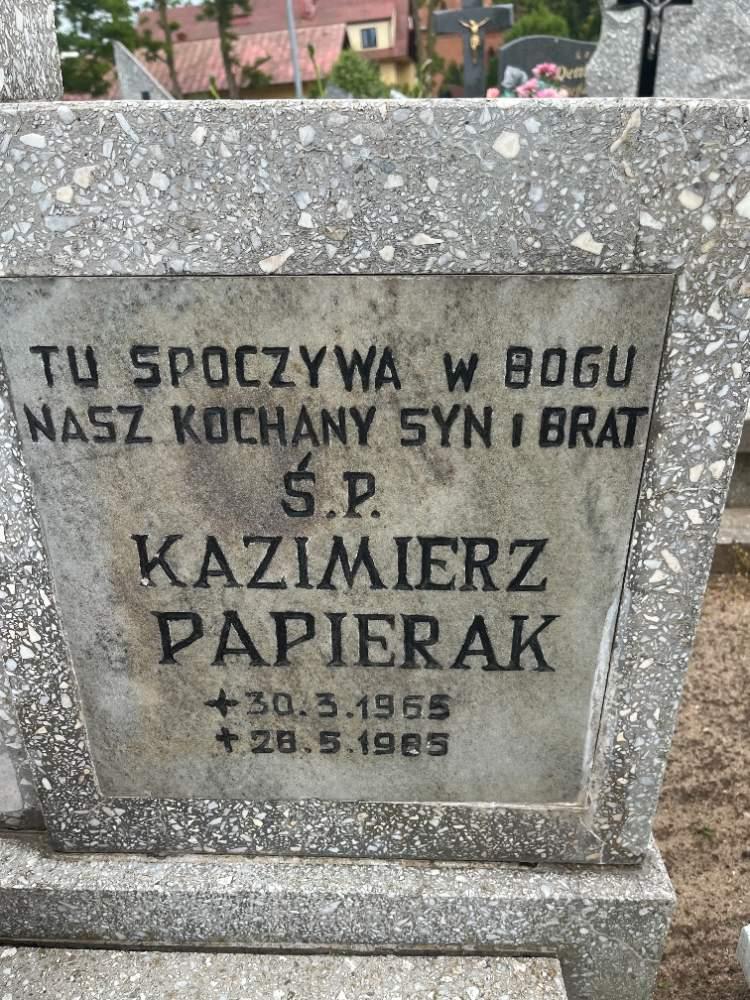 TU SPOCZYWA W BOGU
NASZ KOCHANY SYN I BRAT
Ś.P.
KAZIMIERZ
PAPIERAK
+30.3.1965
+28.5.1985